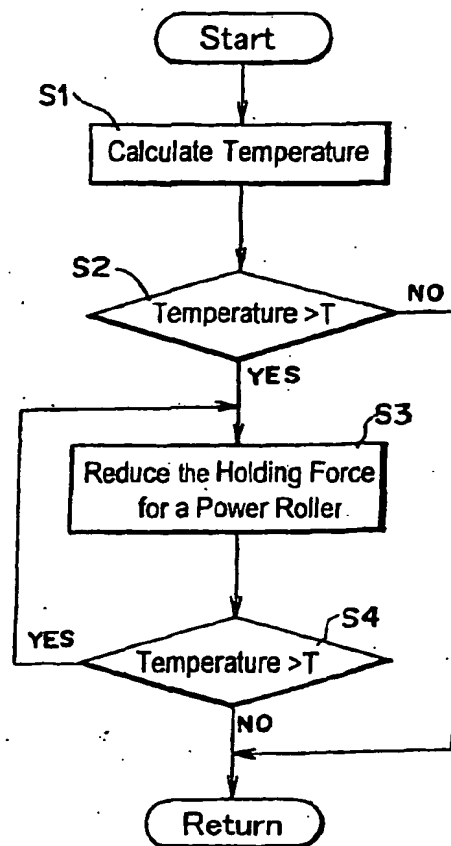 Start
S1
Calculate Temperature
S2
Temperature >T
NO
YES
S3
Reduce the Holding Force
for a Power Roller
S4
YES
Temperature >T
NO
Return